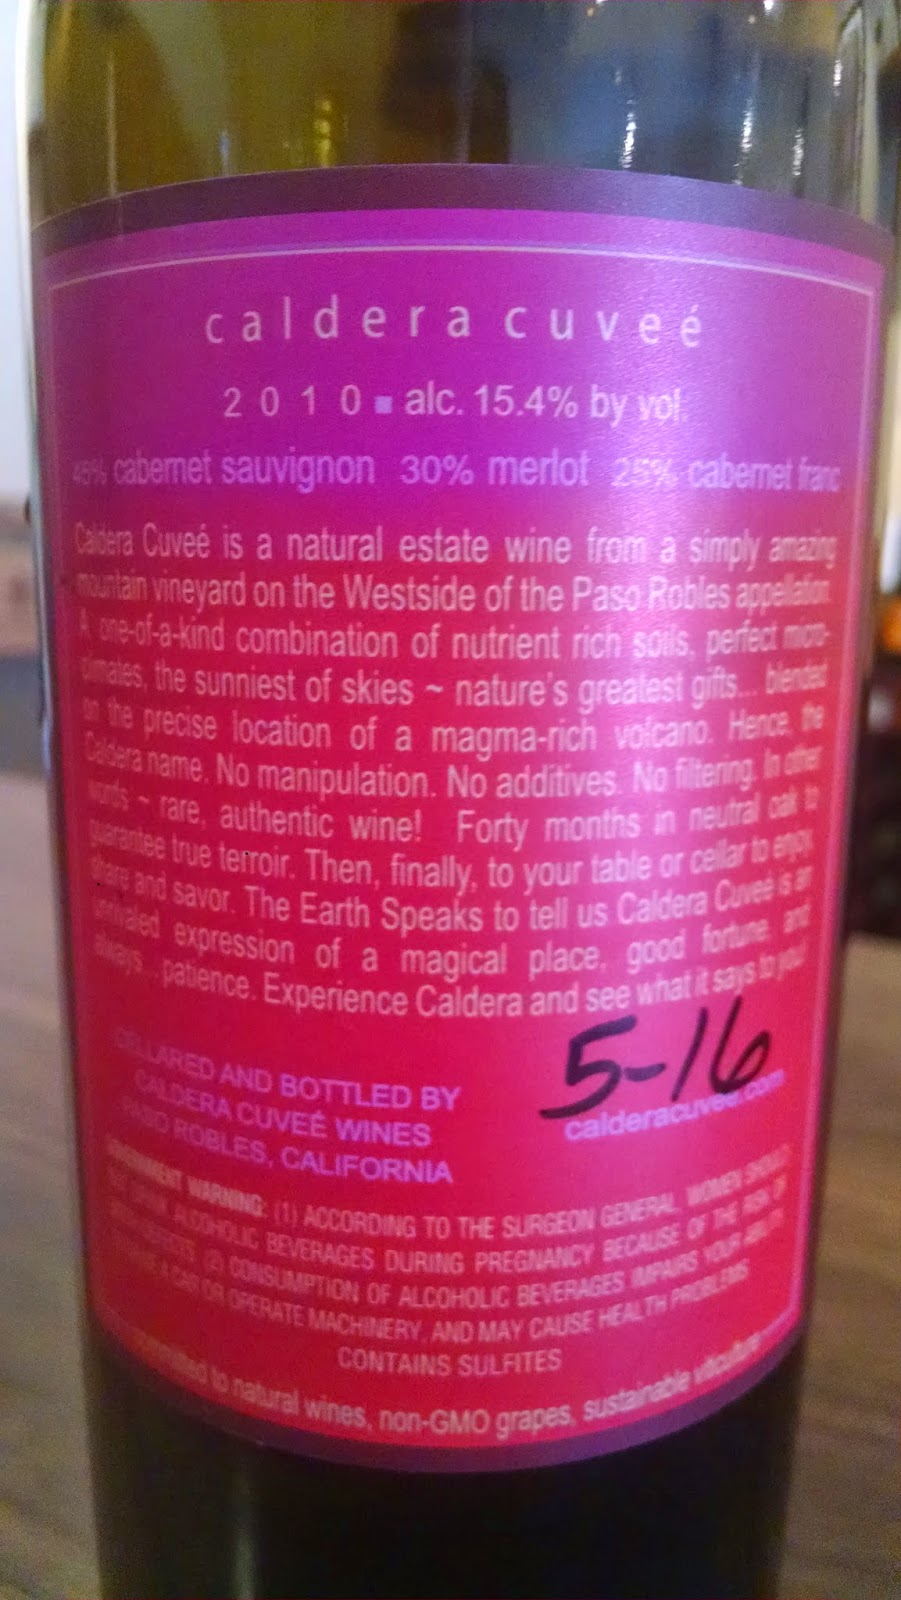 caldera cuveé
2010 ▪ alc. 15.4% by vol.
45% cabernet sauvignon 30% merlot 25% cabernet franc
Caldera Cuveé is a natural estate wine from a simply amazing
mountain vineyard on the Westside of the Paso Robles appellation.
A one-of-a-kind combination of nutrient rich soils, perfect micro-
climates, the sunniest of skies ~ nature's greatest gifts... blended
on the precise location of a magma-rich volcano. Hence, the
Caldera name. No manipulation. No additives. No filtering. In other
words ~ rare, authentic wine! Forty months in neutral oak to
guarantee true terroir. Then, finally, to your table or cellar to enjoy,
share and savor. The Earth Speaks to tell us Caldera Cuveé is an
unrivaled expression of a magical place, good fortune, and
always... patience. Experience Caldera and see what it says to you!
5-16
CELLARED AND BOTTLED BY
CALDERA CUVEÉ WINES
PASO ROBLES, CALIFORNIA
calderacuvee.com
GOVERNMENT WARNING: (1) ACCORDING TO THE SURGEON GENERAL, WOMEN SHOULD
NOT DRINK ALCOHOLIC BEVERAGES DURING PREGNANCY BECAUSE OF THE RISK OF
BIRTH DEFECTS. (2) CONSUMPTION OF ALCOHOLIC BEVERAGES IMPAIRS YOUR ABILITY
TO DRIVE A CAR OR OPERATE MACHINERY, AND MAY CAUSE HEALTH PROBLEMS
CONTAINS SULFITES
committed to natural wines, non-GMO grapes, sustainable viticulture